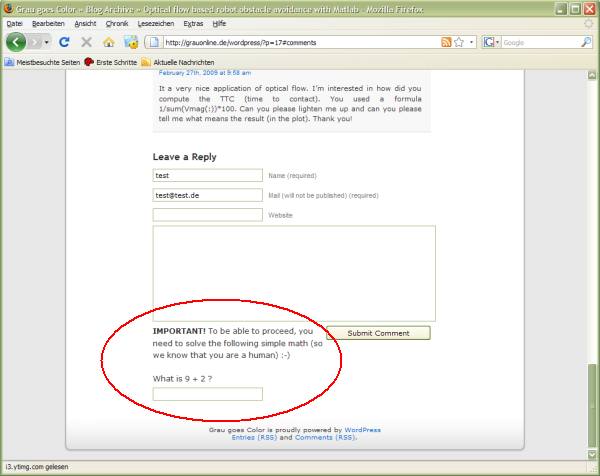 Grau goes Color » Blog Archive » Optical flow based robot obstacle avoidance with Matlab - Mozilla Firefox
Datei Bearbeiten Ansicht Chronik Lesezeichen Extras Hilfe
http://grauonline.de/wordpress/?p=17#comments
Google
Meistbesuchte Seiten Erste Schritte Aktuelle Nachrichten
February 27th, 2009 at 9:58 am
It a very nice application of optical flow. I'm interested in how did you
compute the TTC (time to contact). You used a formula
1/sum(Vmag(:))*100. Can you please lighten me up and can you please
tell me what means the result (in the plot). Thank you!
Leave a Reply
test Name (required)
test@test.de Mail (will not be published) (required)
Website
IMPORTANT! To be able to proceed, you
need to solve the following simple math (so
we know that you are a human) :-)
Submit Comment
What is 9 + 2 ?
Grau goes Color is proudly powered by WordPress
Entries (RSS) and Comments (RSS).
i3.ytimg.com gelesen